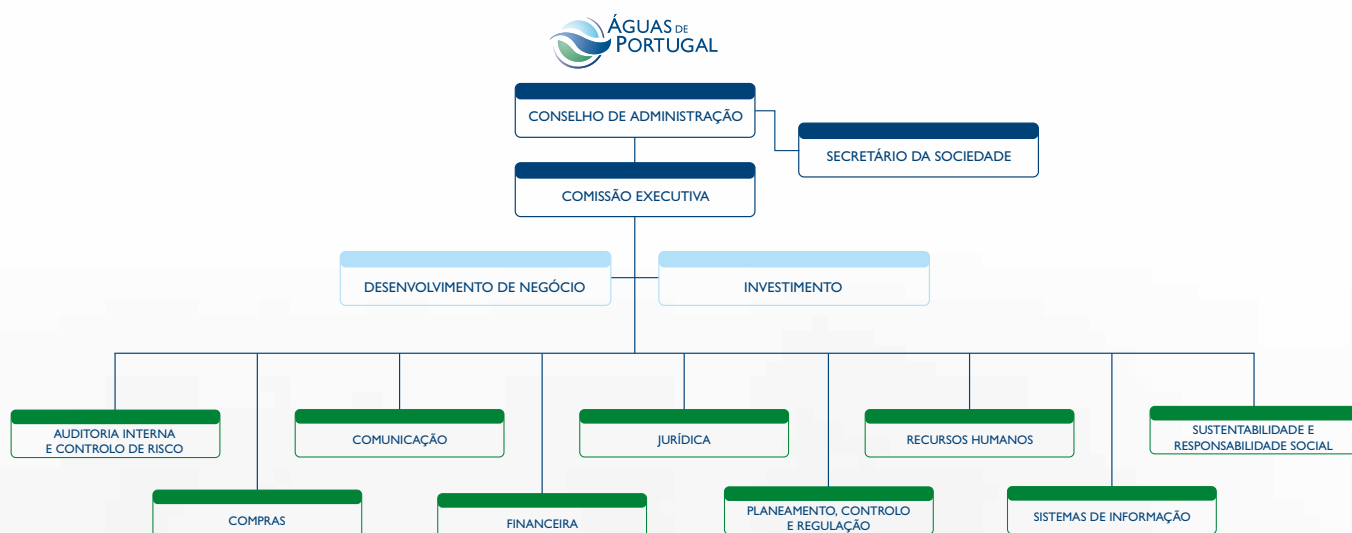 ÁGUAS DE
PORTUGAL
CONSELHO DE ADMINISTRAÇÃO
SECRETÁRIO DA SOCIEDADE
COMISSÃO EXECUTIVA
DESENVOLVIMENTO DE NEGÓCIO
INVESTIMENTO
AUDITORIA INTERNA
E CONTROLO DE RISCO
COMUNICAÇÃO
JURÍDICA
RECURSOS HUMANOS
SUSTENTABILIDADE E
RESPONSABILIDADE SOCIAL
COMPRAS
FINANCEIRA
PLANEAMENTO, CONTROLO
E REGULAÇÃO
SISTEMAS DE INFORMAÇÃO